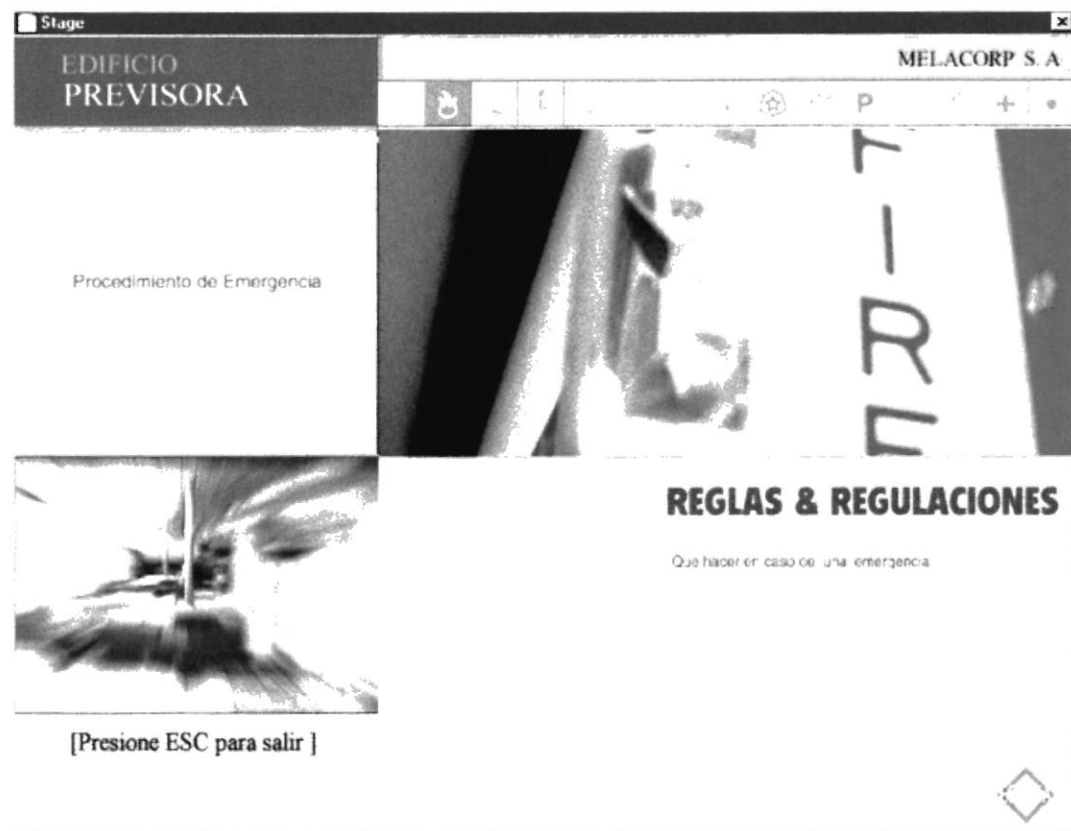 Stage
EDIFICIO
PREVISORA
MELACORP S. A
P
Procedimiento de Emergencia
FIRE
REGLAS & REGULACIONES
Que hacer en caso de una emergencia
[Presione ESC para salir ]